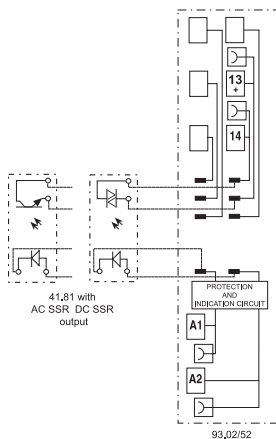 13
+
14
41.81 with
AC SSR DC SSR
output
PROTECTION
AND
INDICATION CIRCUIT
A1
A2
93.02/52